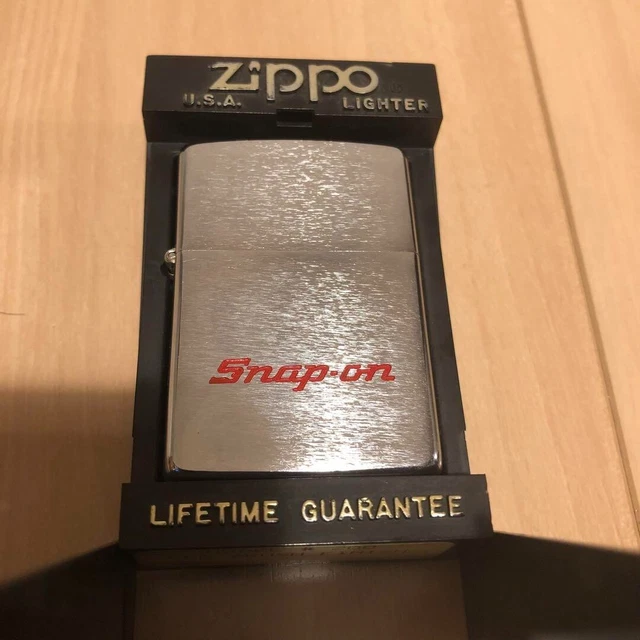 Zippo
U.S.A. LIGHTER
Snap-on
LIFETIME GUARANTEE